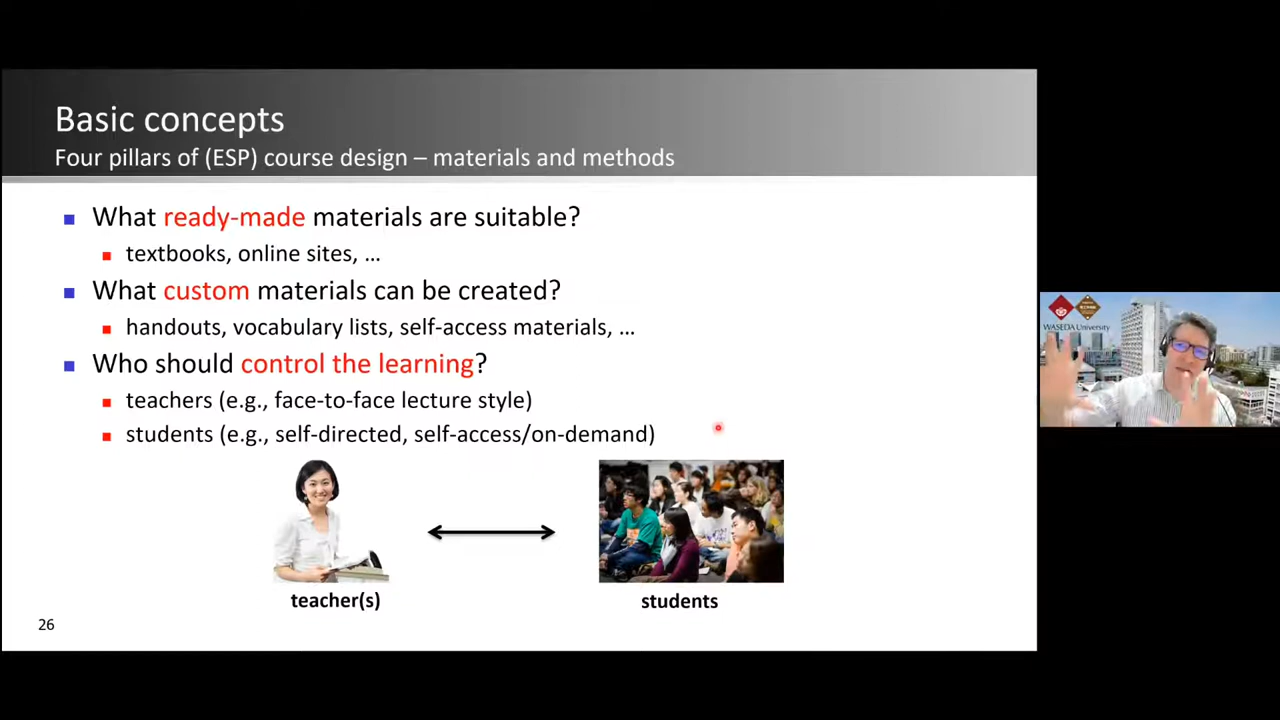 Basic concepts
Four pillars of (ESP) course design – materials and methods
What ready-made materials are suitable?
textbooks, online sites, …
What custom materials can be created?
handouts, vocabulary lists, self-access materials, …
Who should control the learning?
teachers (e.g., face-to-face lecture style)
students (e.g., self-directed, self-access/on-demand)
teacher(s)
students
26
WASEDA University